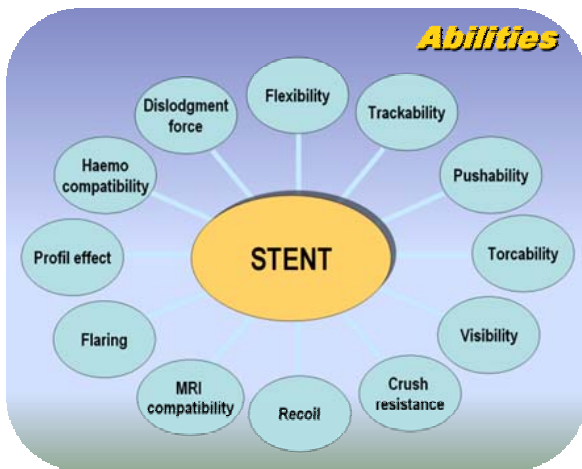 Abilities
Flexibility
Dislodgment
force
Trackability
Haemo
compatibility
Pushability
STENT
Profil effect
Torcability
Flaring
Visibility
MRI
compatibility
Crush
resistance
Recoil